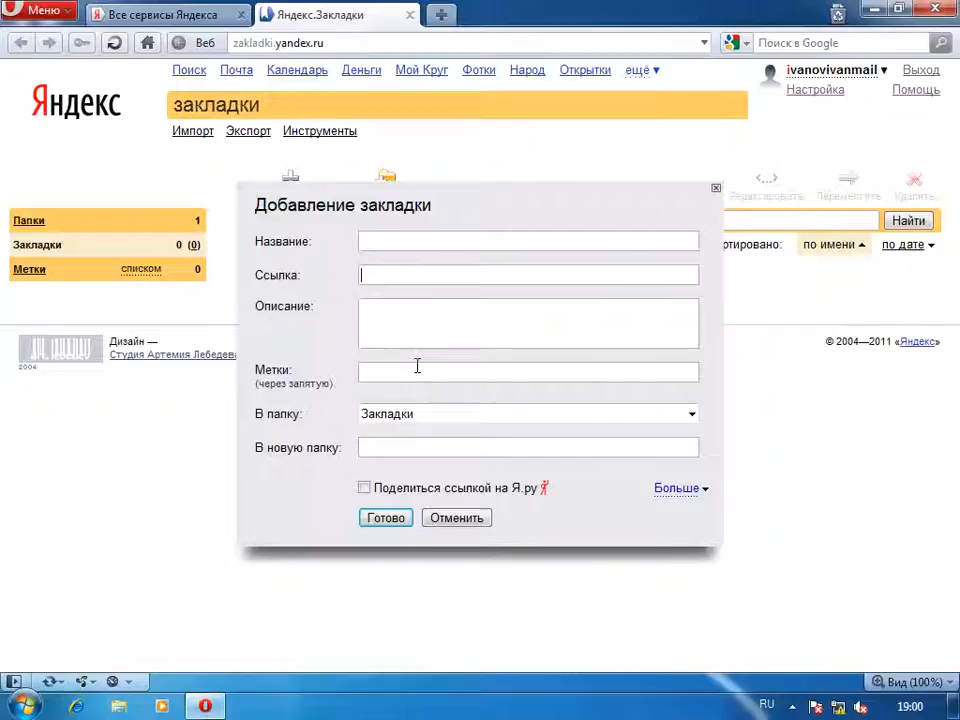 Меню
Все сервисы Яндекса
Яндекс.Закладки
Веб
zakladki.yandex.ru
Поиск в Google
Поиск Почта Календарь Деньги Мой Круг Фотки Народ Открытки ещё
ivanovivanmail
Выход
Настройка
Помощь
Яндекс
закладки
Импорт Экспорт Инструменты
Редактировать Переместить Удалить
Папки 1
Закладки 0 (0)
Метки списком 0
Найти
ртировано: по имени по дате
Добавление закладки
Название:
Ссылка:
Описание:
Метки:
(через запятую)
В папку: Закладки
В новую папку:
Поделиться ссылкой на Я.ру
Больше
Готово Отменить
2004
Дизайн —
Студия Артемия Лебедева
© 2004—2011 «Яндекс»
Вид (100%)
RU
19:00